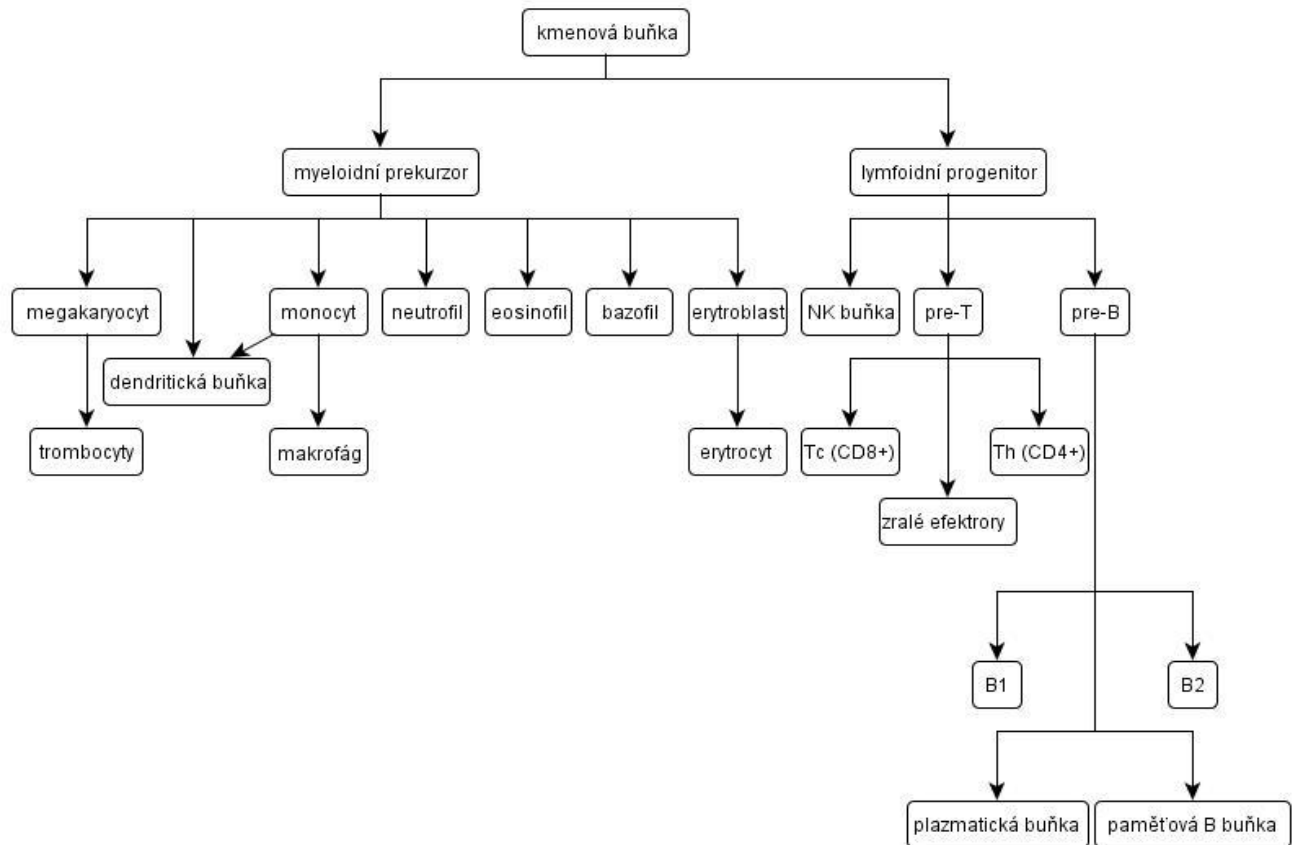 kmenová buňka
myeloidní prekurzor
lymfoidní progenitor
megakaryocyt
monocyt
neutrofil
eosinofil
bazofil
erytroblast
NK buňka
pre-T
pre-B
dendritická buňka
trombocyty
makrofág
erytrocyt
Tc (CD8+)
Th (CD4+)
zralé efektrory
B1
B2
plazmatická buňka
paměťová B buňka